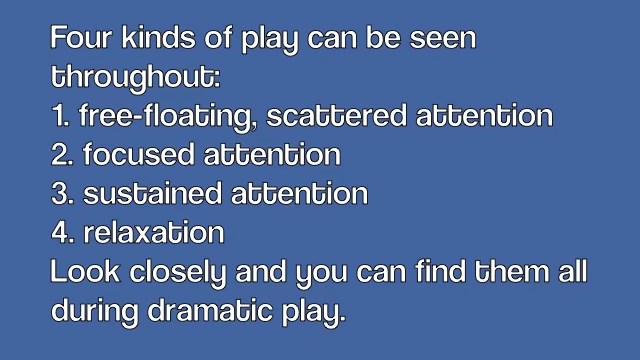 Four kinds of play can be seen
throughout:
1. free-floating, scattered attention
2. focused attention
3. sustained attention
4. relaxation
Look closely and you can find them all
during dramatic play.